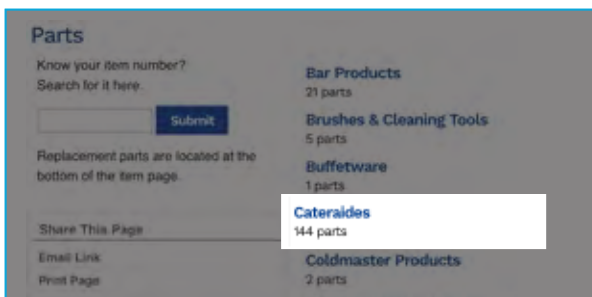 Parts
Know your item number?
Search for it here.
Submit
Replacement parts are located at the
bottom of the item page.
Share This Page
Email Link
Print Page
Bar Products
21 parts
Brushes & Cleaning Tools
5 parts
Buffetware
1 parts
Cateraides
144 parts
Coldmaster Products
2 parts